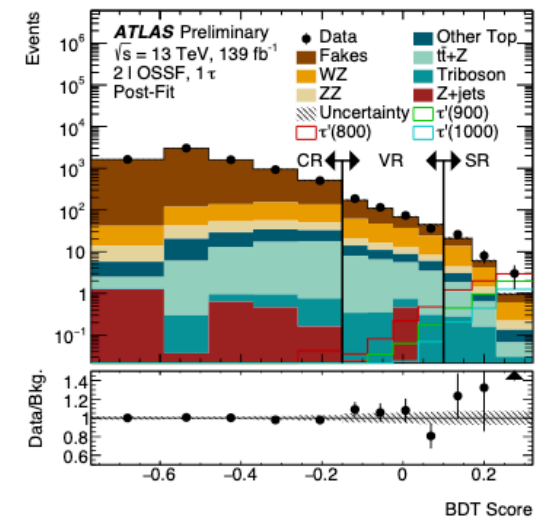 Events
10⁶
10⁵
10⁴
10³
10²
10
1
10⁻¹
ATLAS Preliminary
√s = 13 TeV, 139 fb⁻¹
2 l OSSF, 1 τ
Post-Fit
Data
Fakes
WZ
ZZ
Uncertainty
τ'(800)
Other Top
tt̄+Z
Triboson
Z+jets
τ'(900)
τ'(1000)
CR
VR
SR
Data/Bkg.
1.4
1.2
1
0.8
0.6
−0.6
−0.4
−0.2
0
0.2
BDT Score